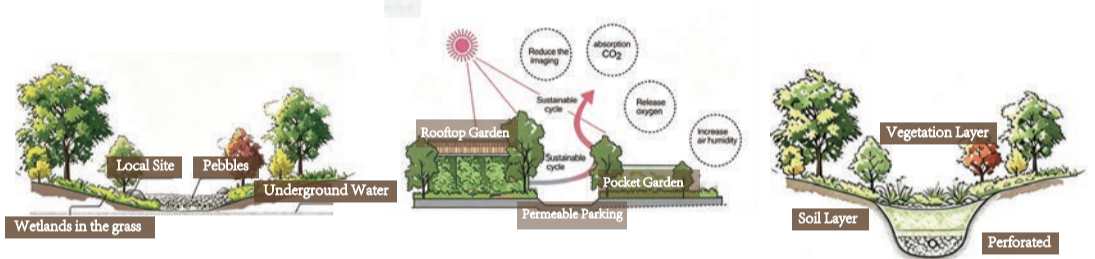 Local Site
Pebbles
Underground Water
Wetlands in the grass
Reduce the
imaging
absorption
CO2
Sustainable
cycle
Release
oxygen
Rooftop Garden
Increase
air humidity
Sustainable
cycle
Pocket Garden
Permeable Parking
Vegetation Layer
Soil Layer
Perforated